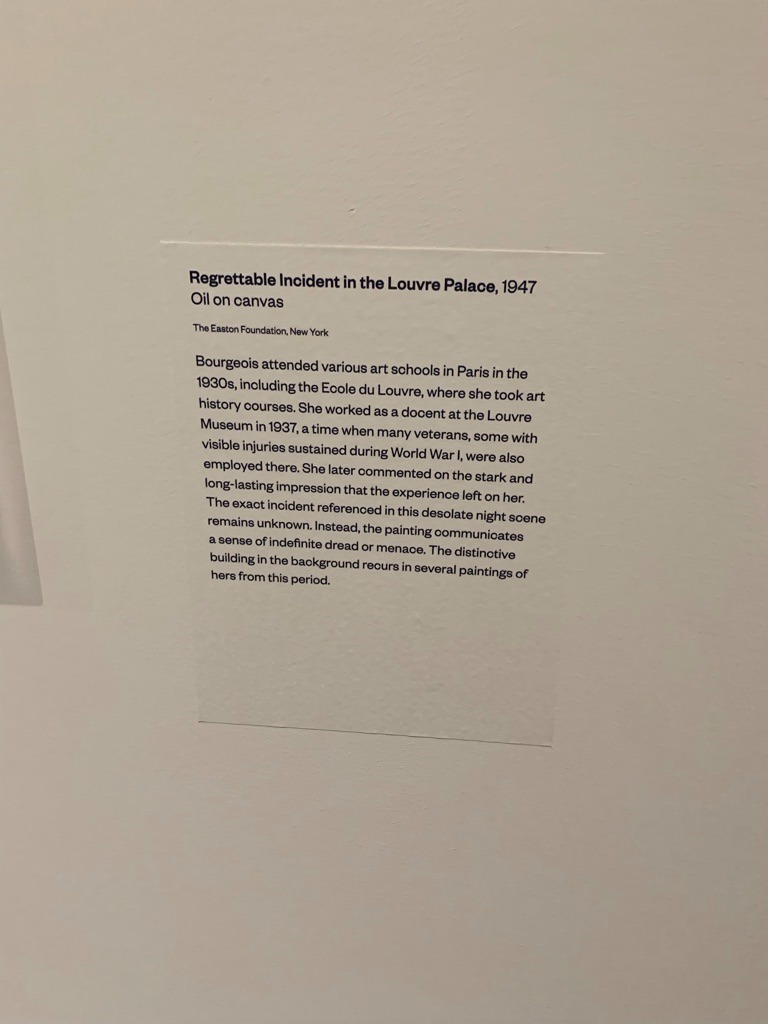 Regrettable Incident in the Louvre Palace, 1947
Oil on canvas
The Easton Foundation, New York
Bourgeois attended various art schools in Paris in the
1930s, including the Ecole du Louvre, where she took art
history courses. She worked as a docent at the Louvre
Museum in 1937, a time when many veterans, some with
visible injuries sustained during World War I, were also
employed there. She later commented on the stark and
long-lasting impression that the experience left on her.
The exact incident referenced in this desolate night scene
remains unknown. Instead, the painting communicates
a sense of indefinite dread or menace. The distinctive
building in the background recurs in several paintings of
hers from this period.